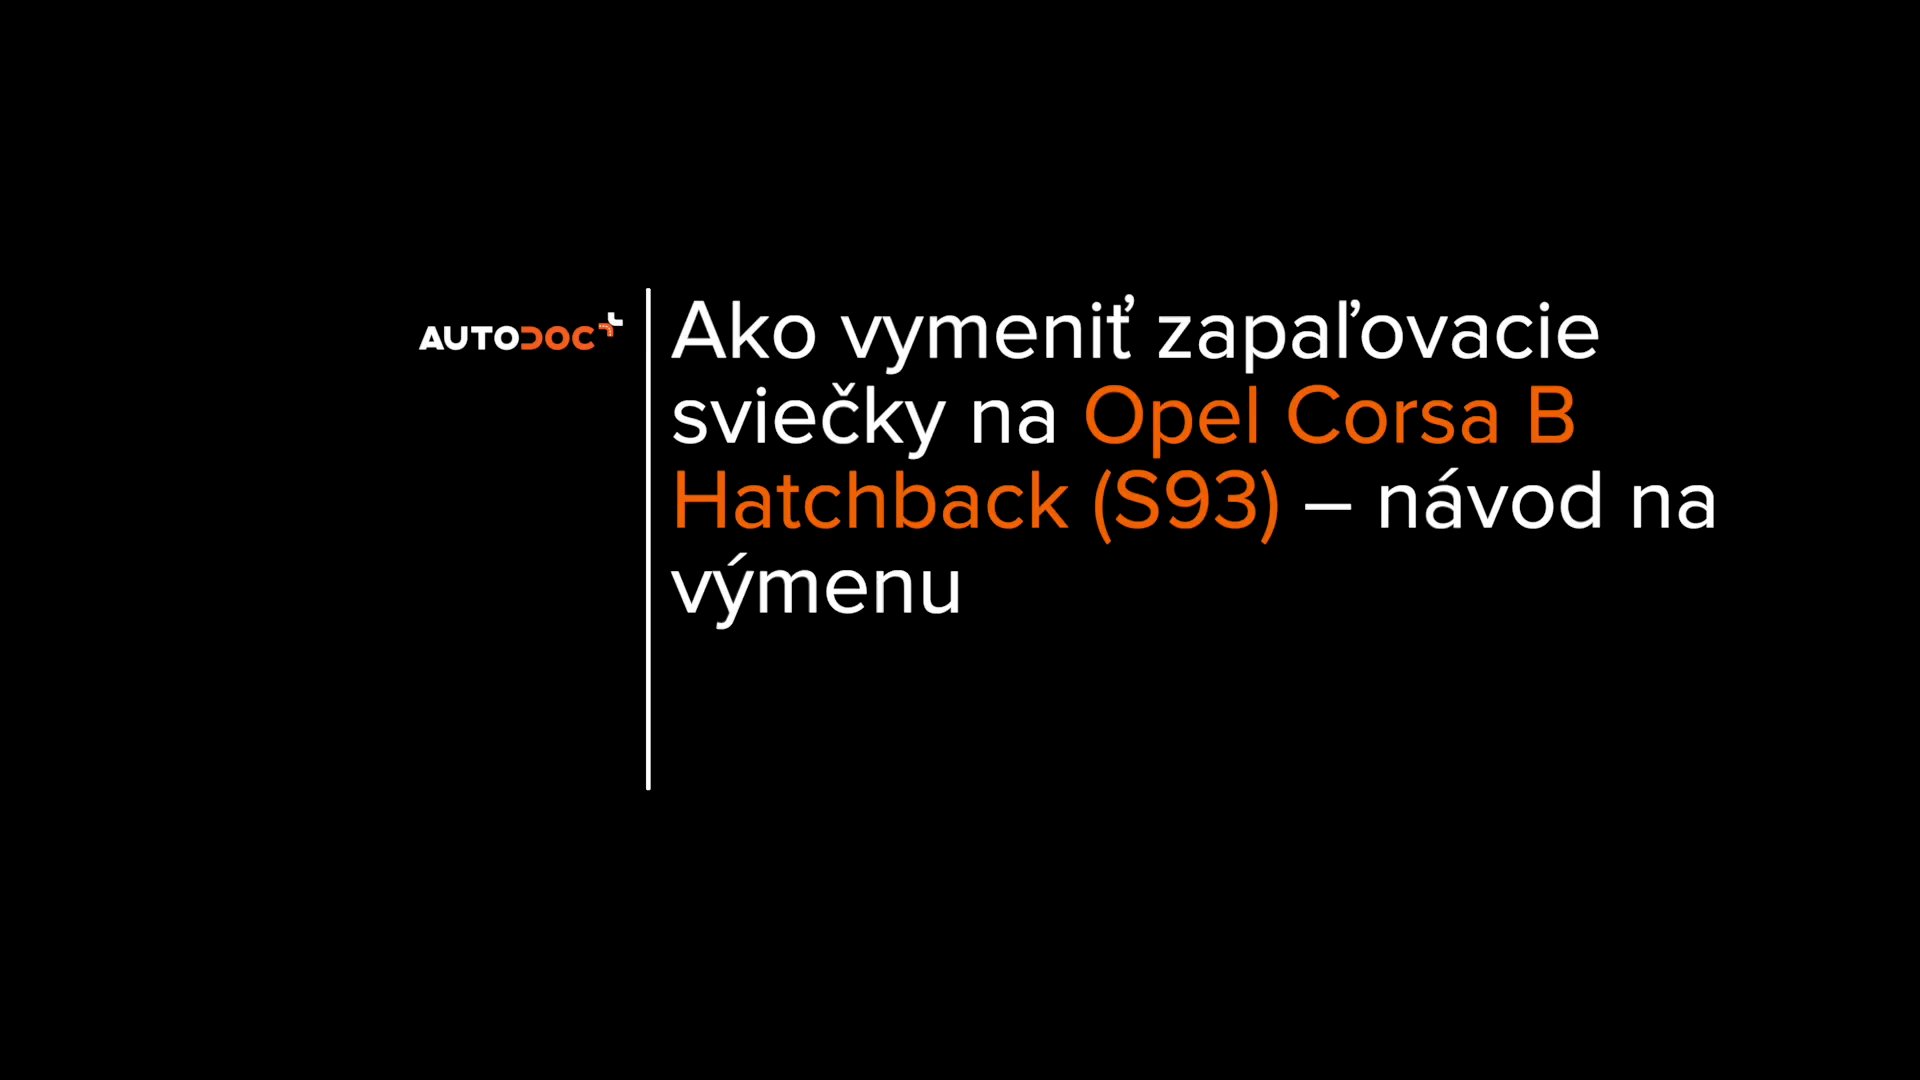 AUTODOC
Ako vymeniť zapaľovacie
sviečky na Opel Corsa B
Hatchback (S93) – návod na
výmenu